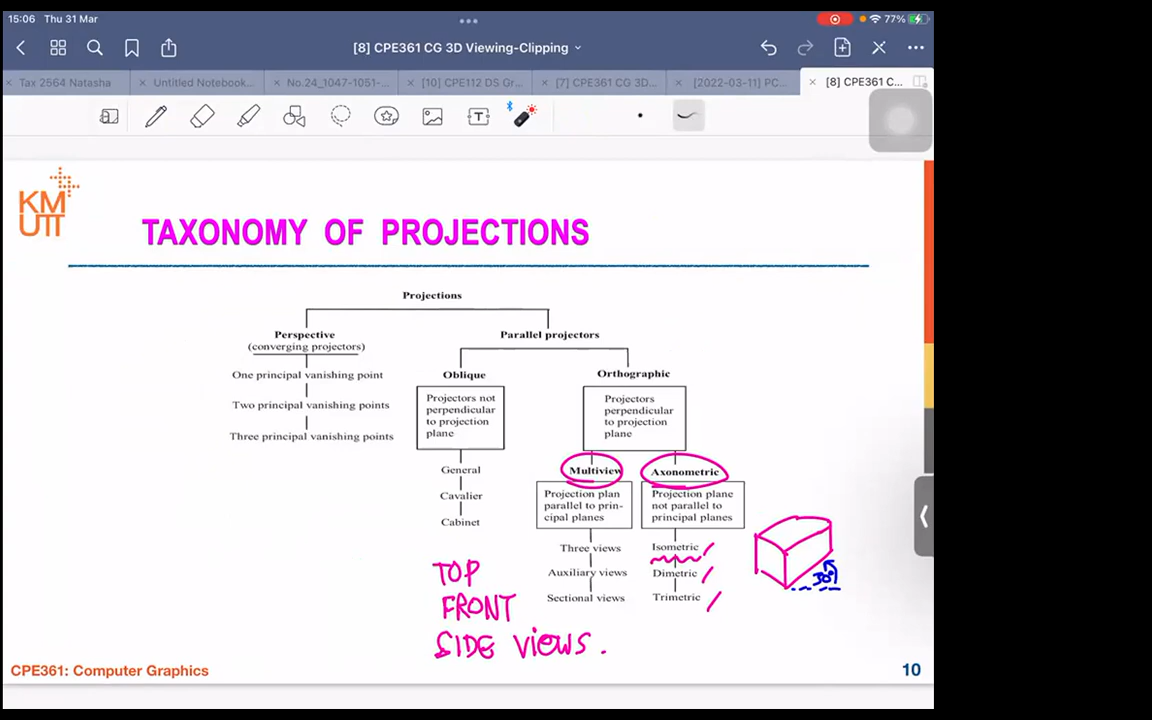 15:06 Thu 31 Mar
77%
[8] CPE361 CG 3D Viewing-Clipping
Tax 2564 Natasha
Untitled Notebook...
No.24_1047-1051-...
[10] CPE112 DS Gr...
[7] CPE361 CG 3D...
[2022-03-11] PC...
[8] CPE361 C...
T
KM
UTT
TAXONOMY OF PROJECTIONS
Projections
Perspective
(converging projectors)
One principal vanishing point
Two principal vanishing points
Three principal vanishing points
Parallel projectors
Oblique
Projectors not
perpendicular
to projection
plane
General
Cavalier
Cabinet
Orthographic
Projectors
perpendicular
to projection
plane
Multiview
Projection plan
parallel to prin-
cipal planes
Three views
Auxiliary views
Sectional views
Axonometric
Projection plane
not parallel to
principal planes
Isometric
Dimetric
Trimetric
30°
TOP
FRONT
SIDE VIEWS.
CPE361: Computer Graphics
10